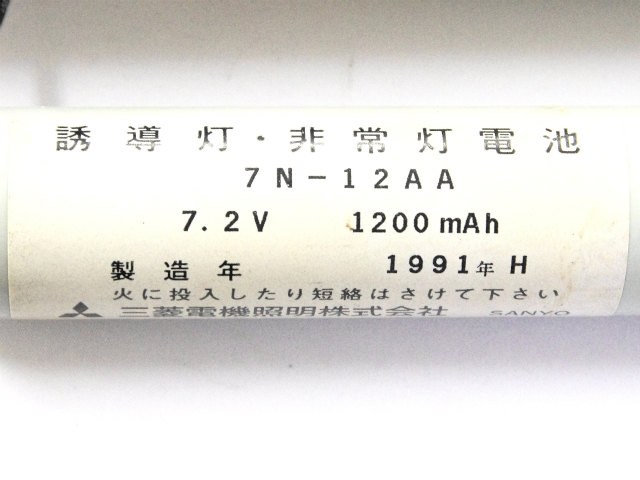 誘導灯・非常灯電池
7N-12AA
7.2V 1200mAh
製造年 1991年 H
火に投入したり短絡はさけて下さい
三菱電機照明株式会社 SANYO